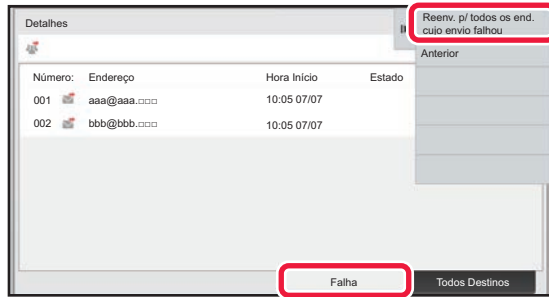 Detalhes
Reenv. p/ todos os end.
cujo envio falhou
Anterior
Número: Endereço Hora Início Estado
001 aaa@aaa.□□□ 10:05 07/07
002 bbb@bbb.□□□ 10:05 07/07
Falha Todos Destinos